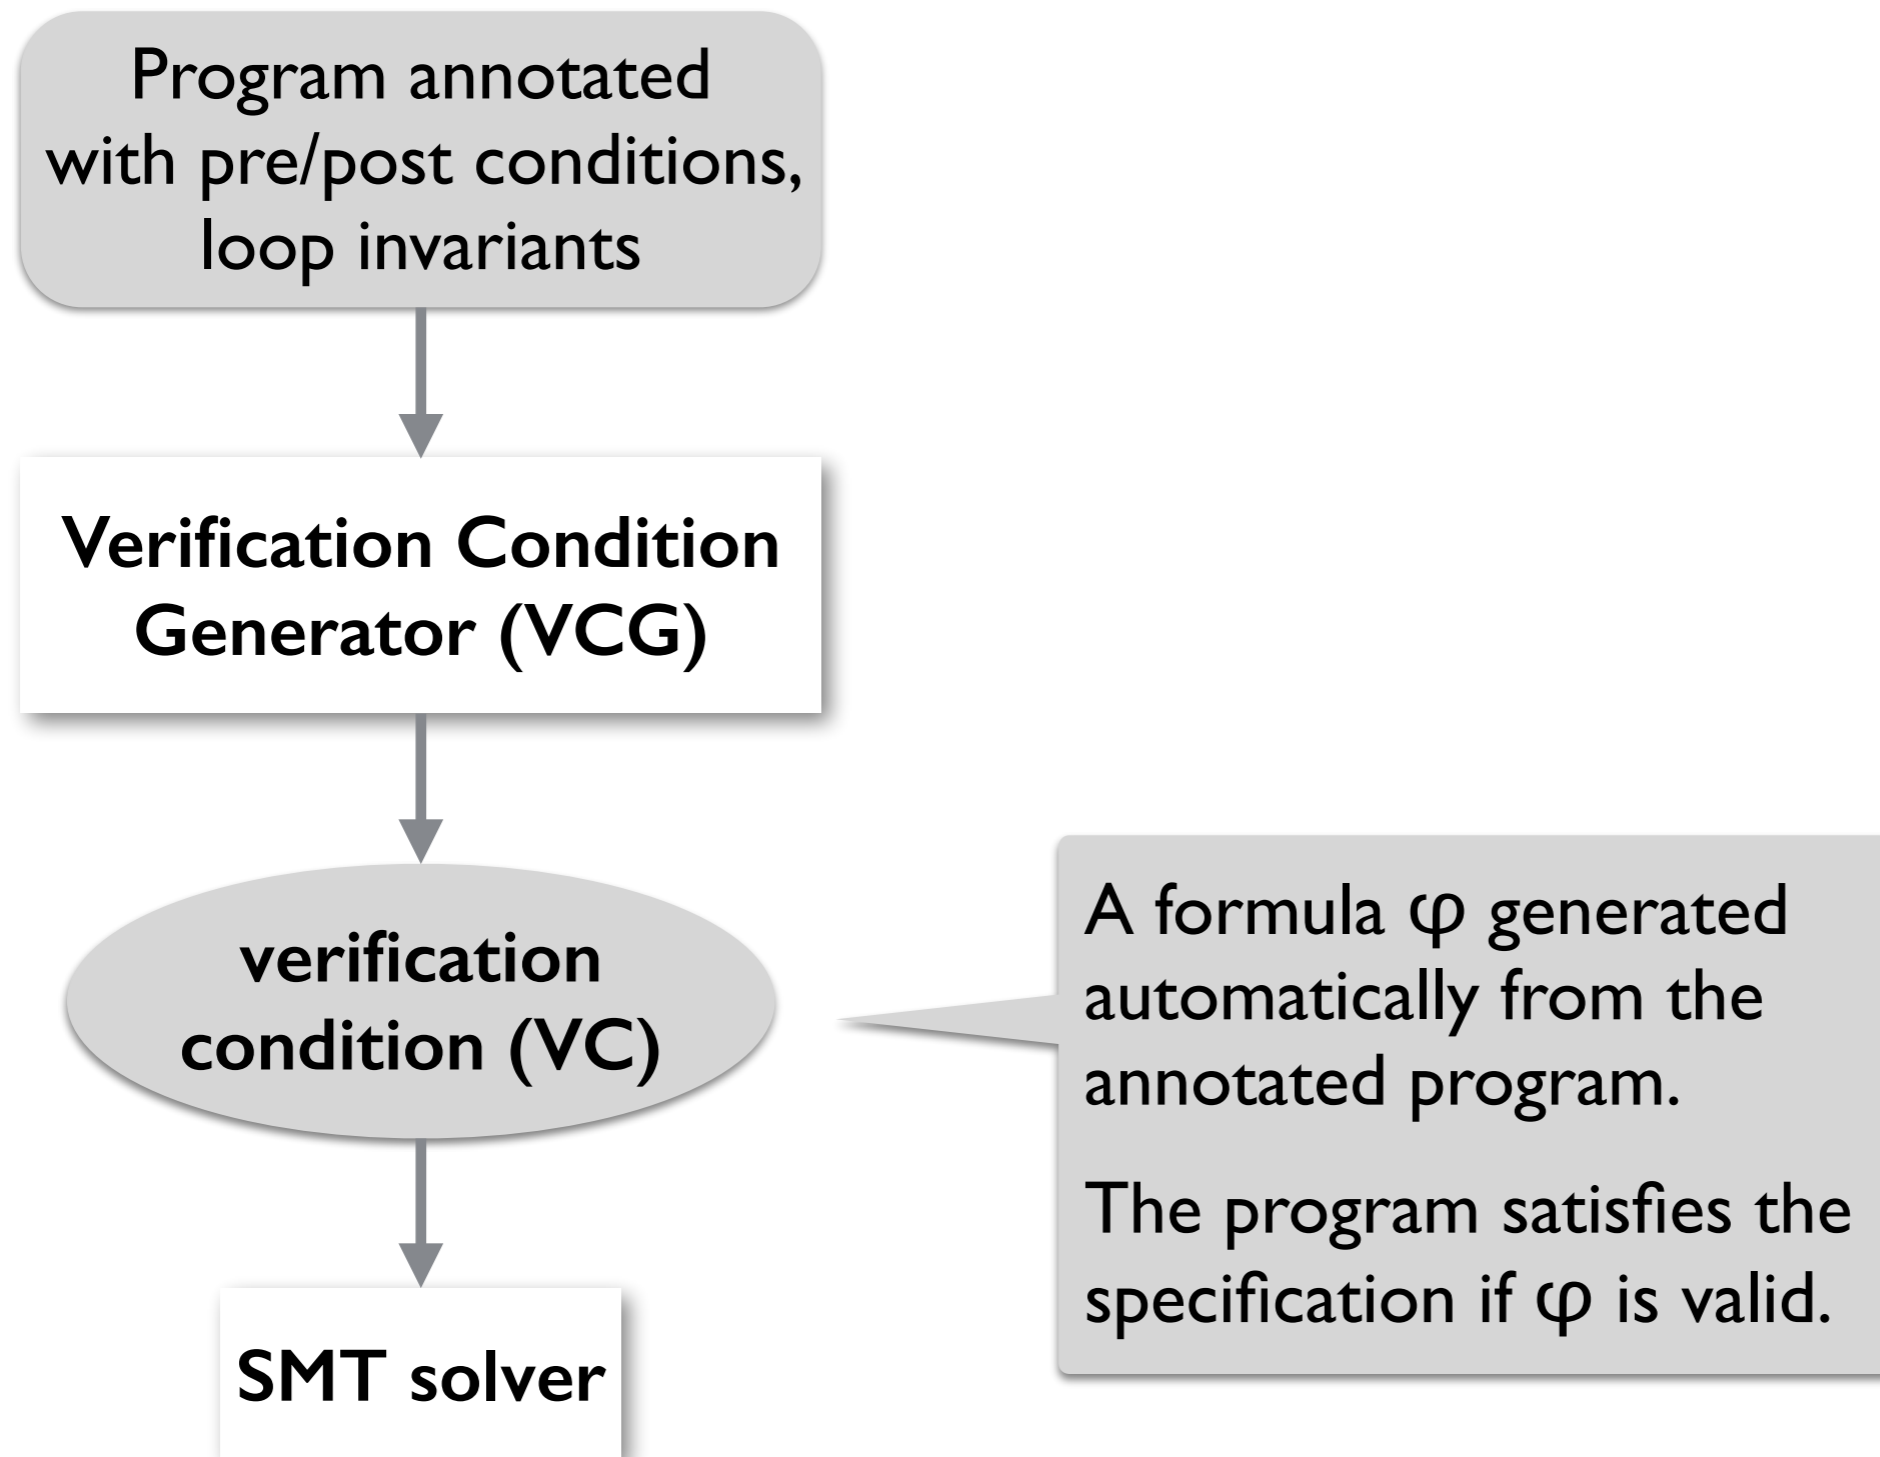 Program annotated
with pre/post conditions,
loop invariants
Verification Condition
Generator (VCG)
verification
condition (VC)
A formula φ generated
automatically from the
annotated program.
The program satisfies the
specification if φ is valid.
SMT solver